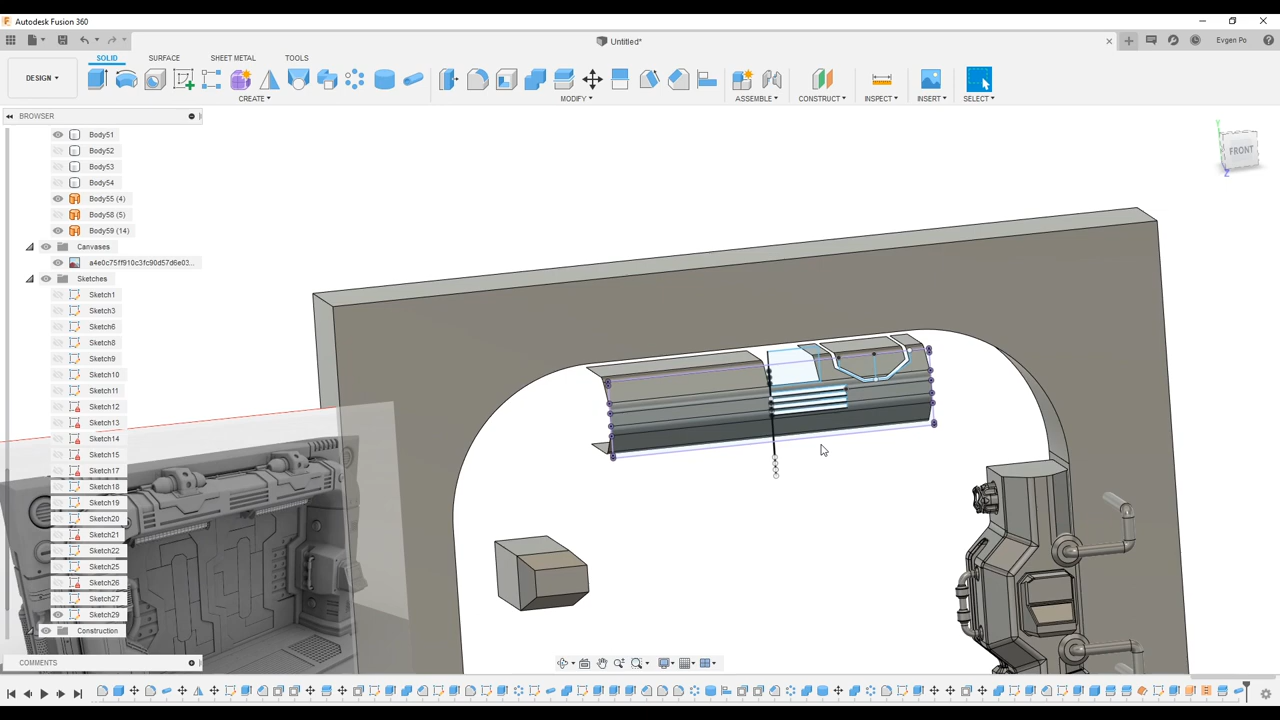 Autodesk Fusion 360
Untitled*
Evgen Po
DESIGN
SOLID
SURFACE
SHEET METAL
TOOLS
CREATE
MODIFY
ASSEMBLE
CONSTRUCT
INSPECT
INSERT
SELECT
BROWSER
Body51
Body52
Body53
Body54
Body55 (4)
Body58 (5)
Body59 (14)
Canvases
a4e0c75ff910c3fc90d57d6e03...
Sketches
Sketch1
Sketch3
Sketch6
Sketch8
Sketch9
Sketch10
Sketch11
Sketch12
Sketch13
Sketch14
Sketch15
Sketch17
Sketch18
Sketch19
Sketch20
Sketch21
Sketch22
Sketch25
Sketch26
Sketch27
Sketch29
Construction
COMMENTS
Y
FRONT
Z